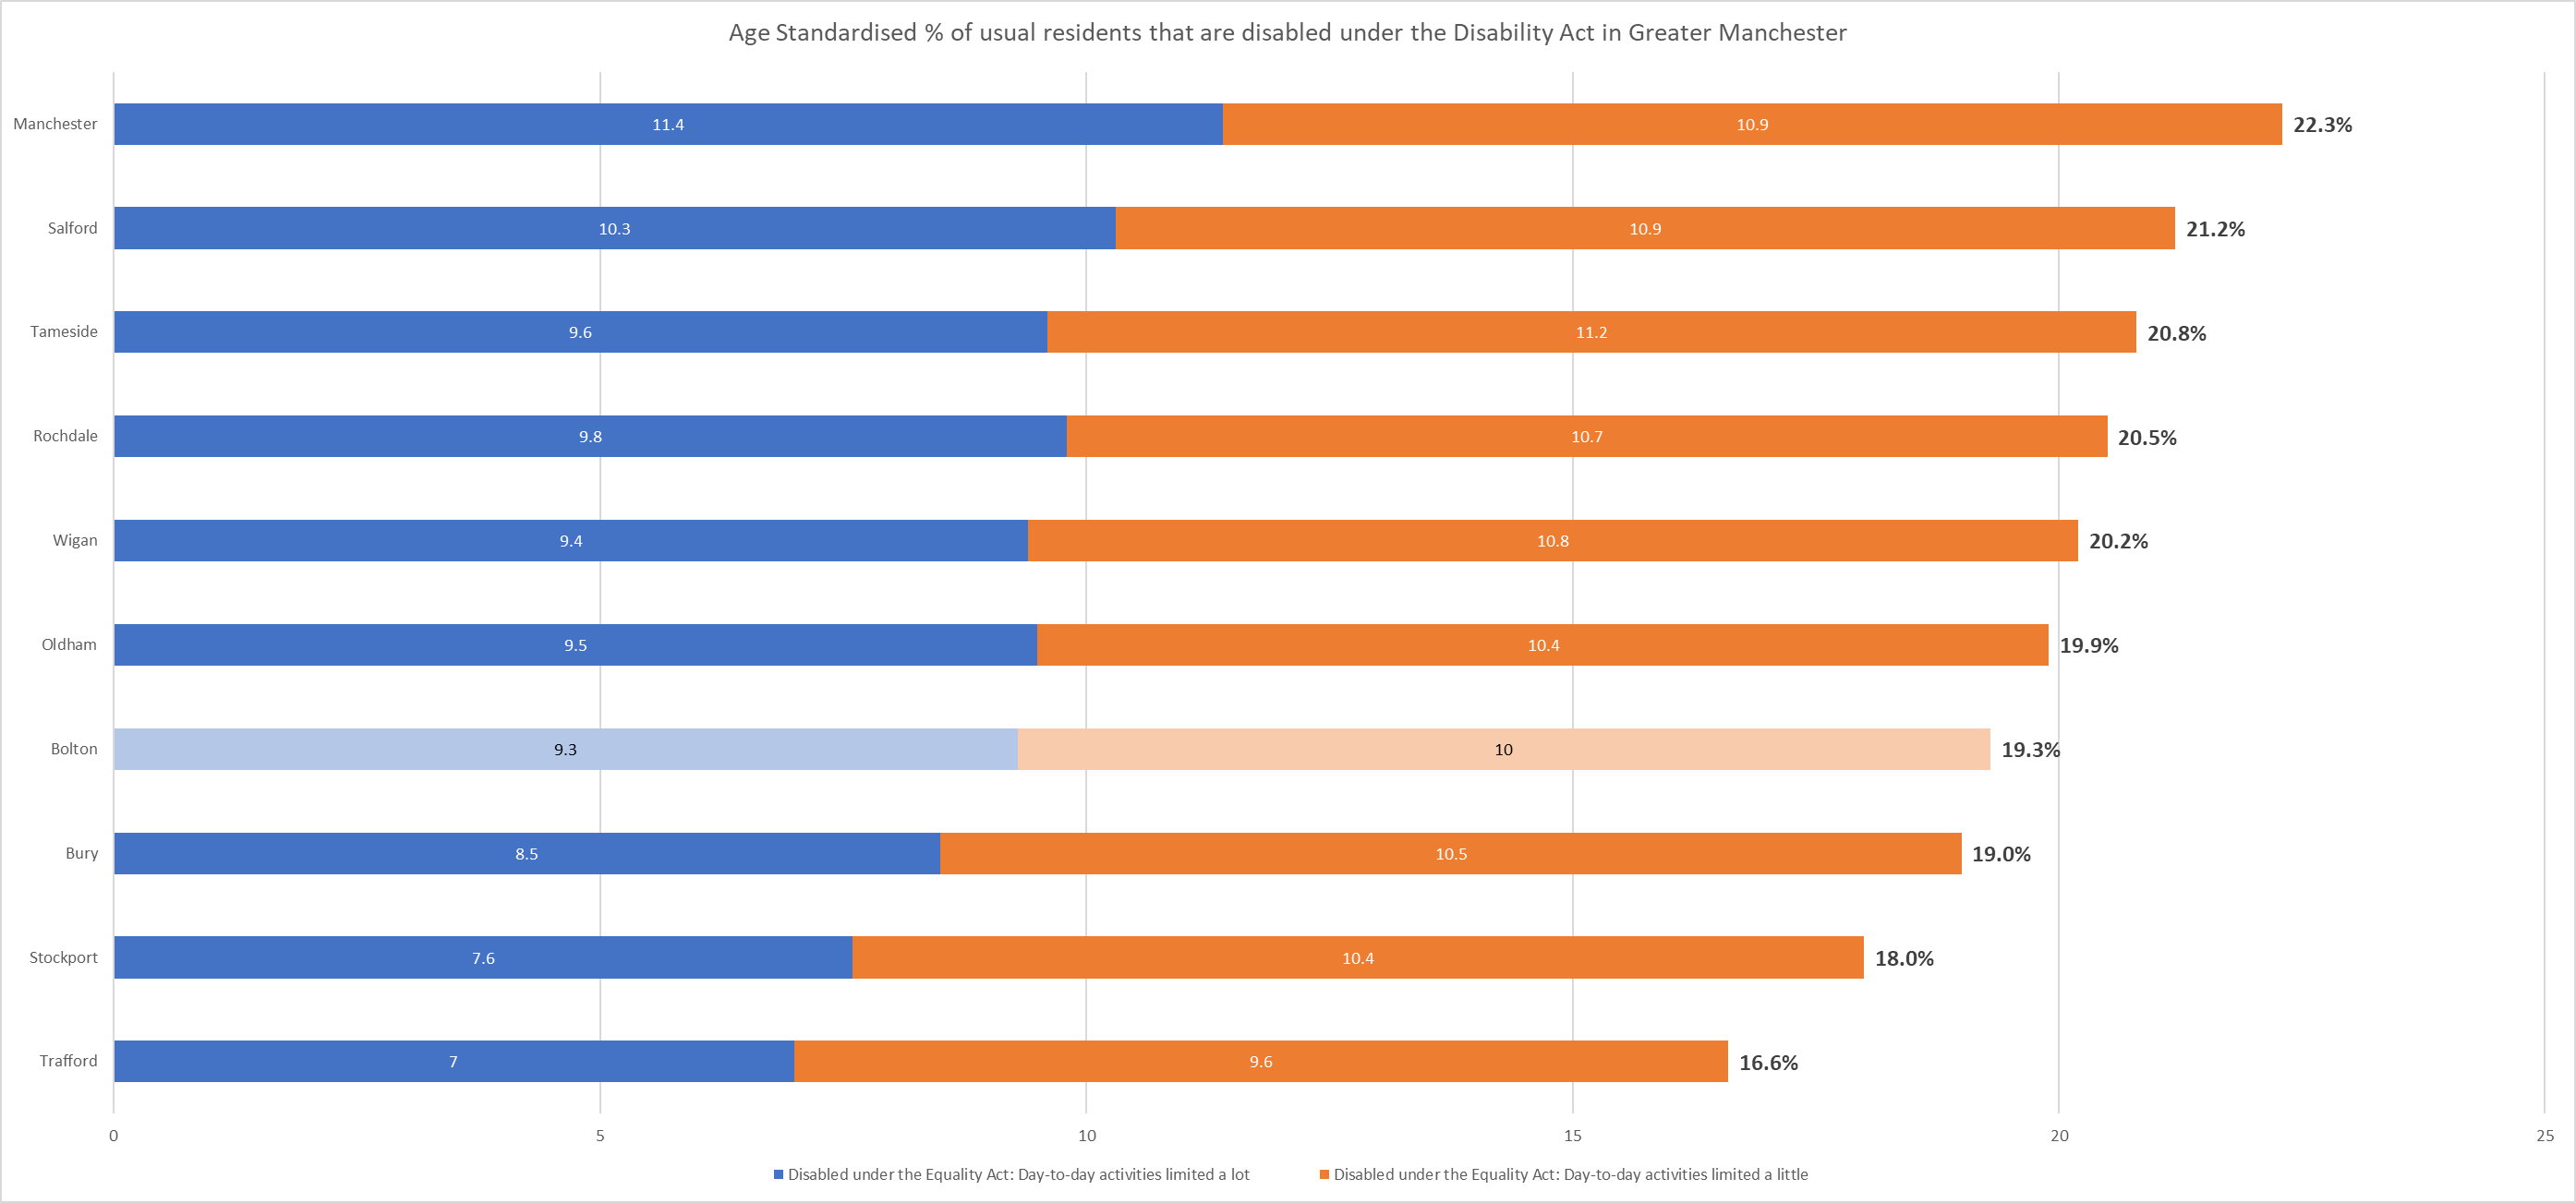 Age Standardised % of usual residents that are disabled under the Disability Act in Greater Manchester
Manchester 11.4 10.9 22.3%
Salford 10.3 10.9 21.2%
Tameside 9.6 11.2 20.8%
Rochdale 9.8 10.7 20.5%
Wigan 9.4 10.8 20.2%
Oldham 9.5 10.4 19.9%
Bolton 9.3 10 19.3%
Bury 8.5 10.5 19.0%
Stockport 7.6 10.4 18.0%
Trafford 7 9.6 16.6%
0 5 10 15 20 25
Disabled under the Equality Act: Day-to-day activities limited a lot Disabled under the Equality Act: Day-to-day activities limited a little